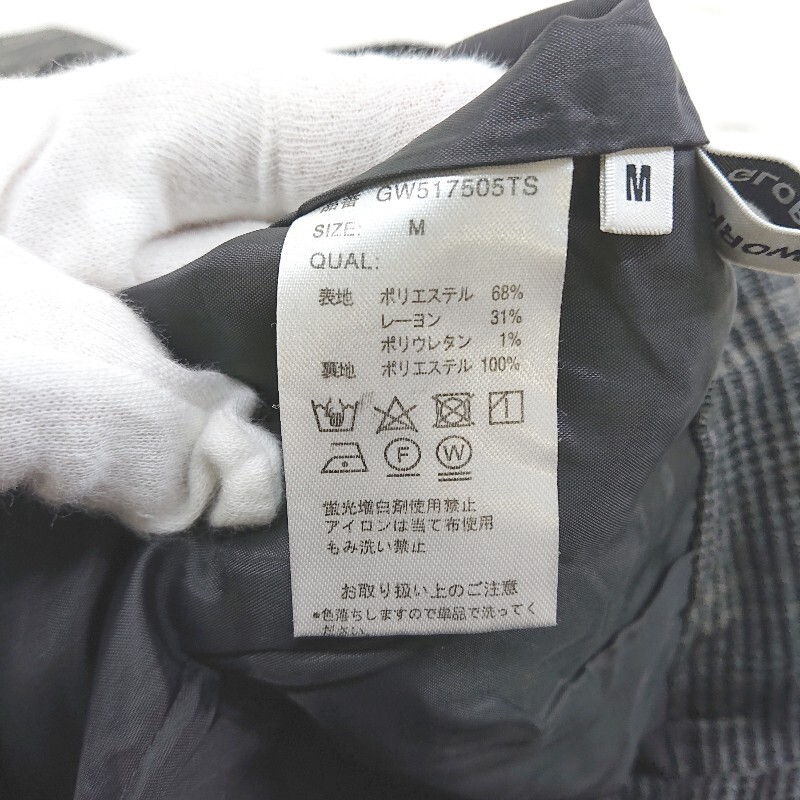 品番 GW517505TS
SIZE: M
QUAL:
表地 ポリエステル 68%
レーヨン 31%
ポリウレタン 1%
裏地 ポリエステル 100%
F W
蛍光増白剤使用禁止
アイロンは当て布使用
もみ洗い禁止
お取り扱い上のご注意
*色落ちしますので単品で洗ってく
ださい。
M